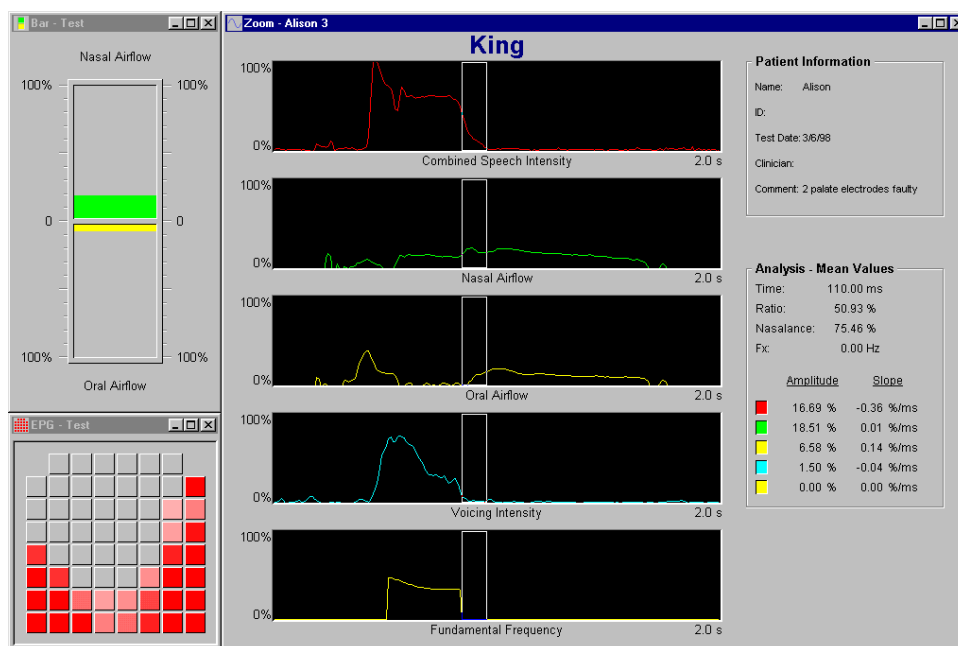 Bar - Test
Nasal Airflow
100% 100%
0 0
100% 100%
Oral Airflow
EPG - Test
Zoom - Alison 3
King
100%
0%
Combined Speech Intensity 2.0 s
100%
0%
Nasal Airflow 2.0 s
100%
0%
Oral Airflow 2.0 s
100%
0%
Voicing Intensity 2.0 s
100%
0%
Fundamental Frequency 2.0 s
Patient Information
Name: Alison
ID:
Test Date: 3/6/98
Clinician:
Comment: 2 palate electrodes faulty
Analysis - Mean Values
Time: 110.00 ms
Ratio: 50.93 %
Nasalance: 75.46 %
Fx: 0.00 Hz
Amplitude Slope
16.69 % -0.36 %/ms
18.51 % 0.01 %/ms
6.58 % 0.14 %/ms
1.50 % -0.04 %/ms
0.00 % 0.00 %/ms